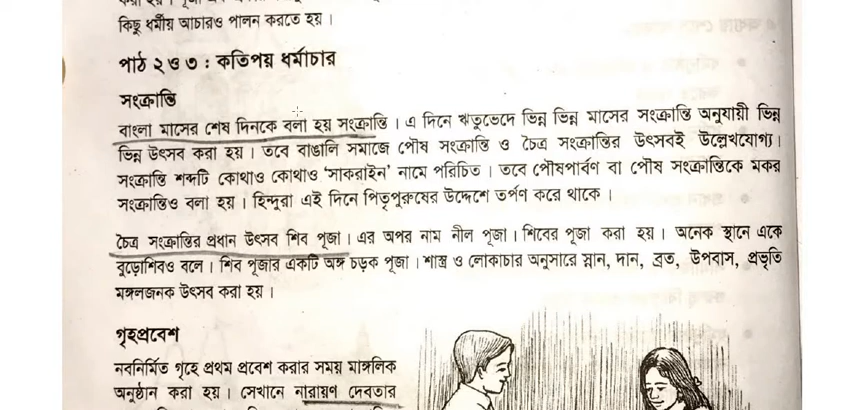 কিছু ধর্মীয় আচারও পালন করতে হয়।
পাঠ ২ও ৩ : কতিপয় ধর্মাচার
সংক্রান্তি
বাংলা মাসের শেষ দিনকে বলা হয় সংক্রান্তি। এ দিনে ঋতুভেদে ভিন্ন ভিন্ন মাসের সংক্রান্তি অনুযায়ী ভিন্ন
ভিন্ন উৎসব করা হয়। তবে বাঙালি সমাজে পৌষ সংক্রান্তি ও চৈত্র সংক্রান্তির উৎসবই উল্লেখযোগ্য।
সংক্রান্তি শব্দটি কোথাও কোথাও ‘সাকরাইন’ নামে পরিচিত। তবে পৌষপার্বণ বা পৌষ সংক্রান্তিকে মকর
সংক্রান্তিও বলা হয়। হিন্দুরা এই দিনে পিতৃপুরুষের উদ্দেশে তর্পণ করে থাকে।
চৈত্র সংক্রান্তির প্রধান উৎসব শিব পূজা। এর অপর নাম নীল পূজা। শিবের পূজা করা হয়। অনেক স্থানে একে
বুড়োশিবও বলে। শিব পূজার একটি অঙ্গ চড়ক পূজা। শাস্ত্র ও লোকাচার অনুসারে স্নান, দান, ব্রত, উপবাস, প্রভৃতি
মঙ্গলজনক উৎসব করা হয়।
গৃহপ্রবেশ
নবনির্মিত গৃহে প্রথম প্রবেশ করার সময় মাঙ্গলিক
অনুষ্ঠান করা হয়। সেখানে নারায়ণ দেবতার